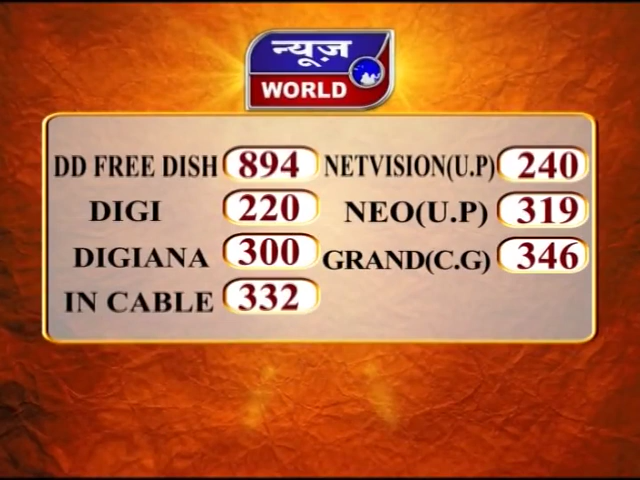 न्यूज़
WORLD
DD FREE DISH 894 NETVISION(U.P) 240
DIGI 220 NEO(U.P) 319
DIGIANA 300 GRAND(C.G) 346
IN CABLE 332